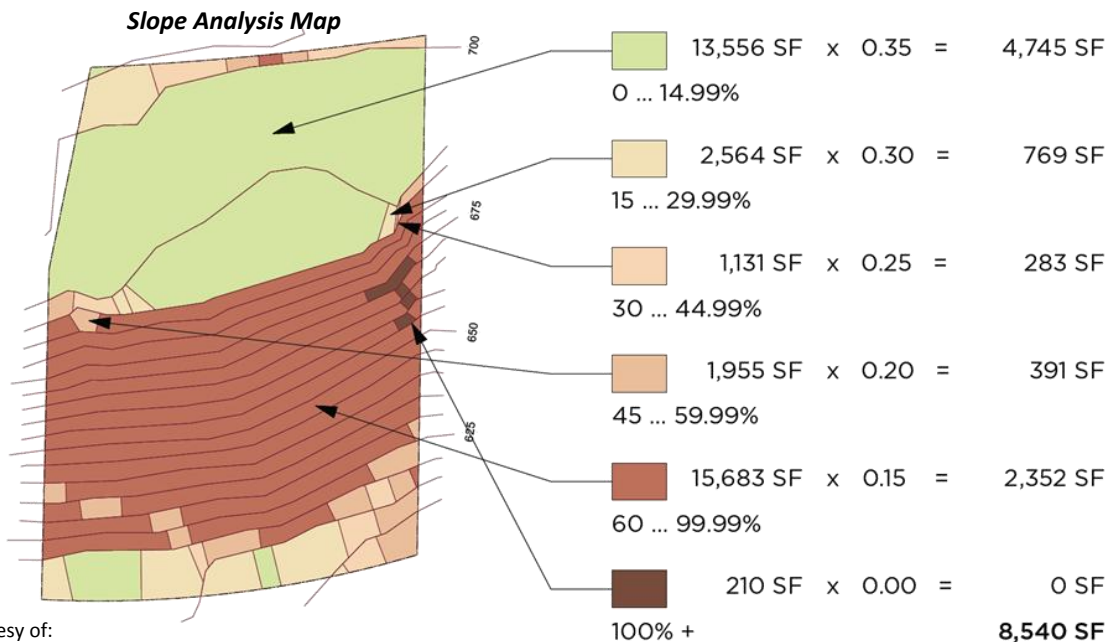 Slope Analysis Map
700
675
650
625
13,556 SF x 0.35 = 4,745 SF
0 ... 14.99%
2,564 SF x 0.30 = 769 SF
15 ... 29.99%
1,131 SF x 0.25 = 283 SF
30 ... 44.99%
1,955 SF x 0.20 = 391 SF
45 ... 59.99%
15,683 SF x 0.15 = 2,352 SF
60 ... 99.99%
210 SF x 0.00 = 0 SF
100% + 8,540 SF
esy of: